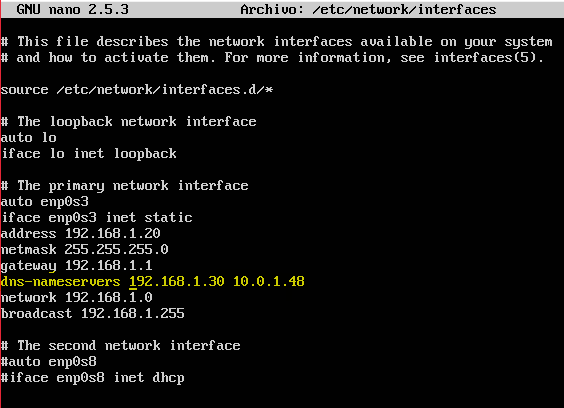 GNU nano 2.5.3 Archivo: /etc/network/interfaces
# This file describes the network interfaces available on your system
# and how to activate them. For more information, see interfaces(5).
source /etc/network/interfaces.d/*
# The loopback network interface
auto lo
iface lo inet loopback
# The primary network interface
auto enp0s3
iface enp0s3 inet static
address 192.168.1.20
netmask 255.255.255.0
gateway 192.168.1.1
dns-nameservers 192.168.1.30 10.0.1.48
network 192.168.1.0
broadcast 192.168.1.255
# The second network interface
#auto enp0s8
#iface enp0s8 inet dhcp